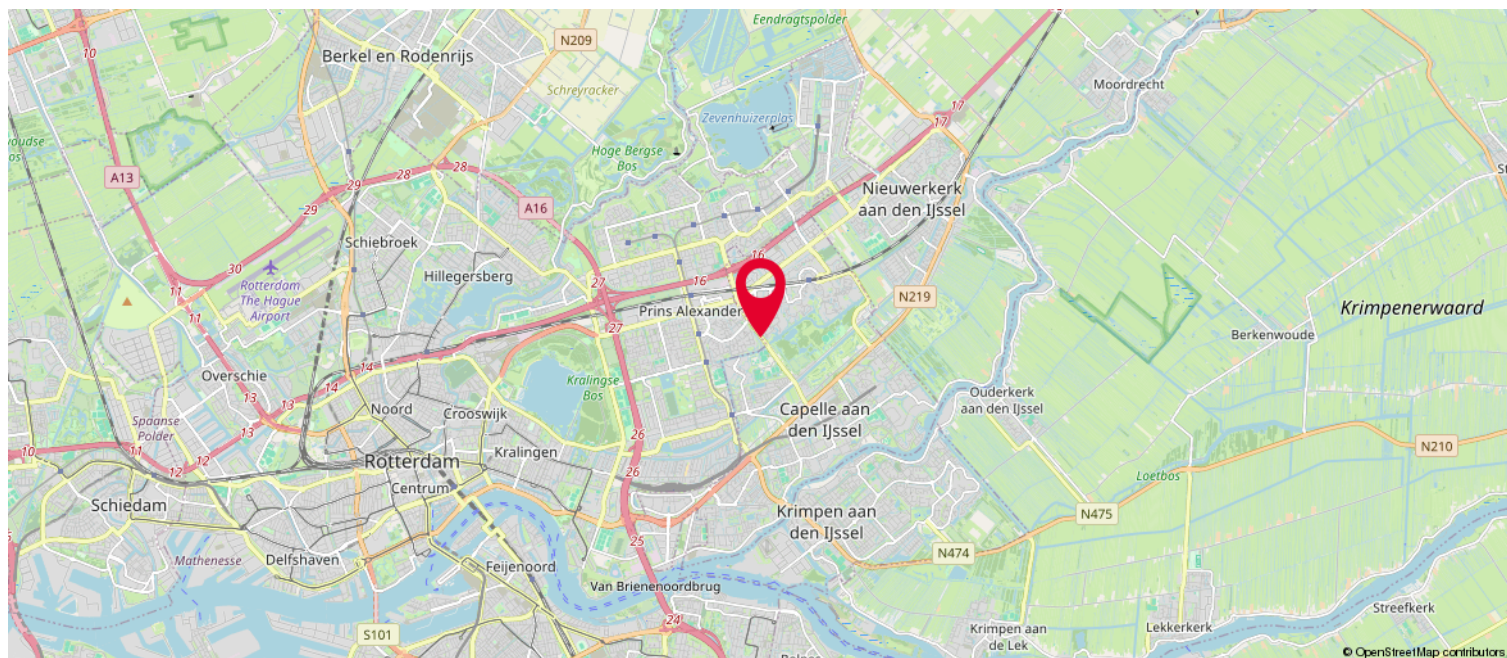 Eendragtspolder
10
N209
Berkel en Rodenrijs
Moordrecht
Schreyracker
17
17
Zevenhuizerplas
Hoge Bergse
Bos
28
28
29
29
A13
A16
Nieuwerkerk
aan den IJssel
Schiebroek
Hillegersberg
30
Rotterdam
The Hague
Airport
16
16
27
27
11
11
Prins Alexander
N219
Krimpenerwaard
Berkenwoude
14
14
Overschie
Kralingse
Bos
13
13
13
Noord
Crooswijk
Ouderkerk
aan den IJssel
Capelle aan
den IJssel
Spaanse
Polder
10
11
12
12
26
26
Rotterdam
Centrum
Kralingen
N210
Loetbos
Schiedam
Krimpen aan
den IJssel
N475
N474
25
Mathenesse
Delfshaven
Feijenoord
Van Brienenoordbrug
24
S101
Krimpen aan
de Lek
Lekkerkerk
Streefkerk
© OpenStreetMap contributors